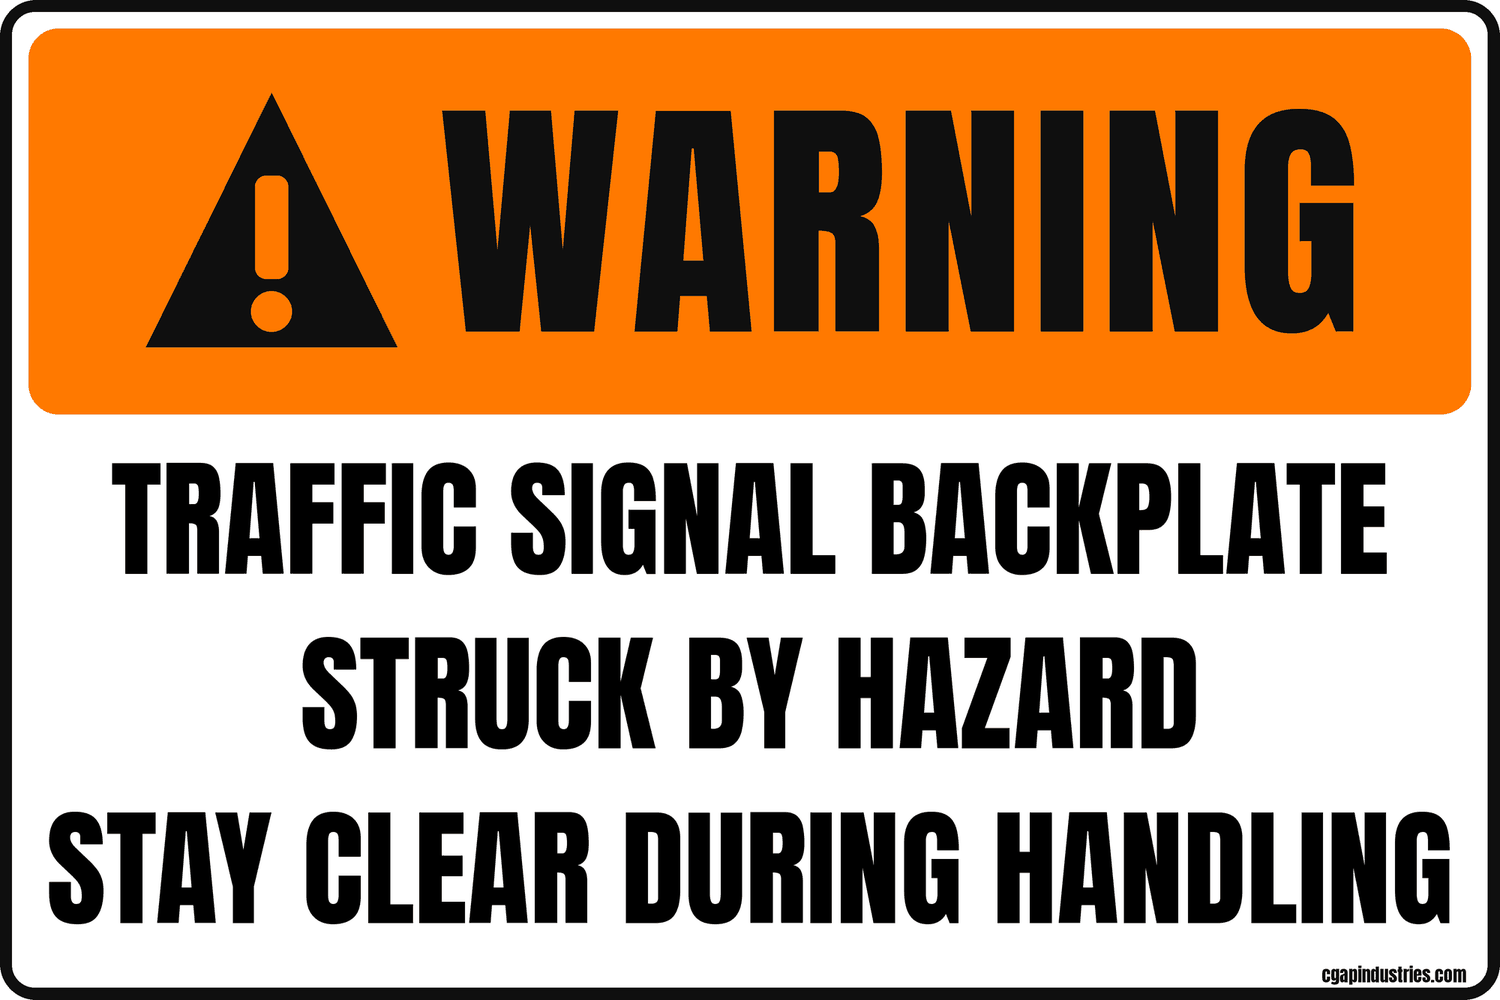 WARNING
TRAFFIC SIGNAL BACKPLATE
STRUCK BY HAZARD
STAY CLEAR DURING HANDLING
cgapindustries.com